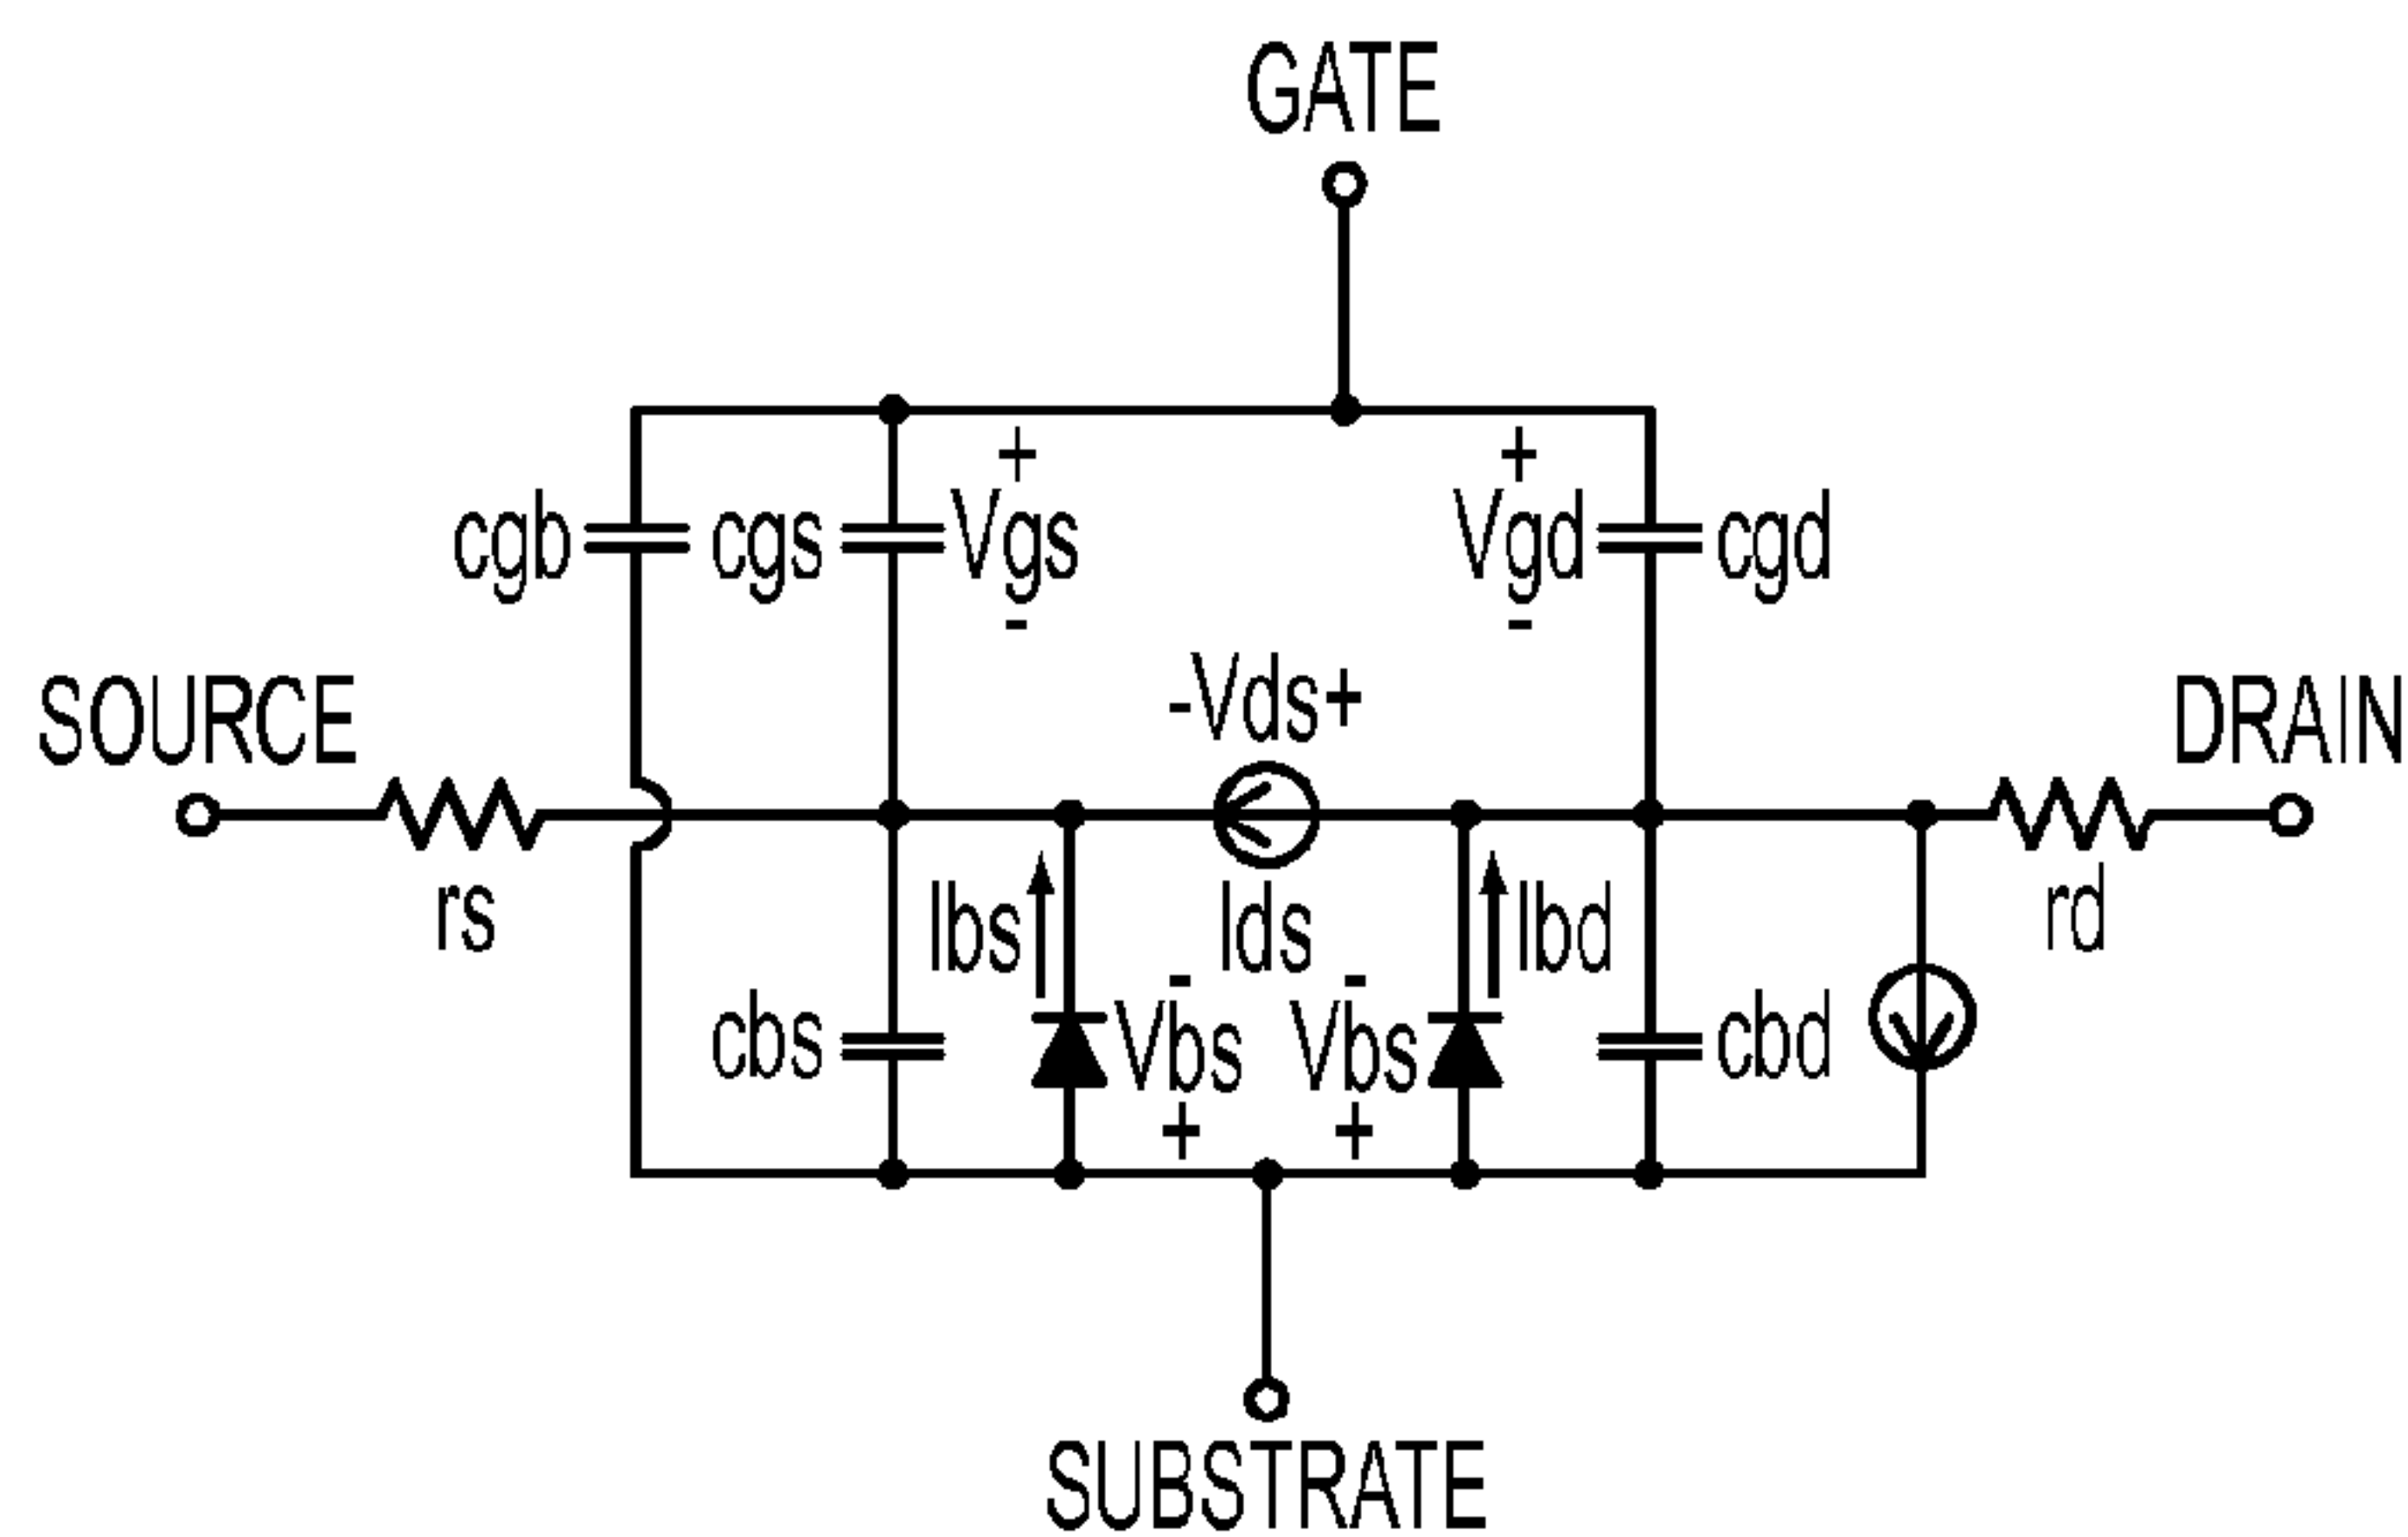 GATE
+ +
cgb cgs Vgs Vgd cgd
- -
SOURCE -Vds+ DRAIN
rs Ibs Ids Ibd rd
- -
cbs Vbs Vbs cbd
+ +
SUBSTRATE